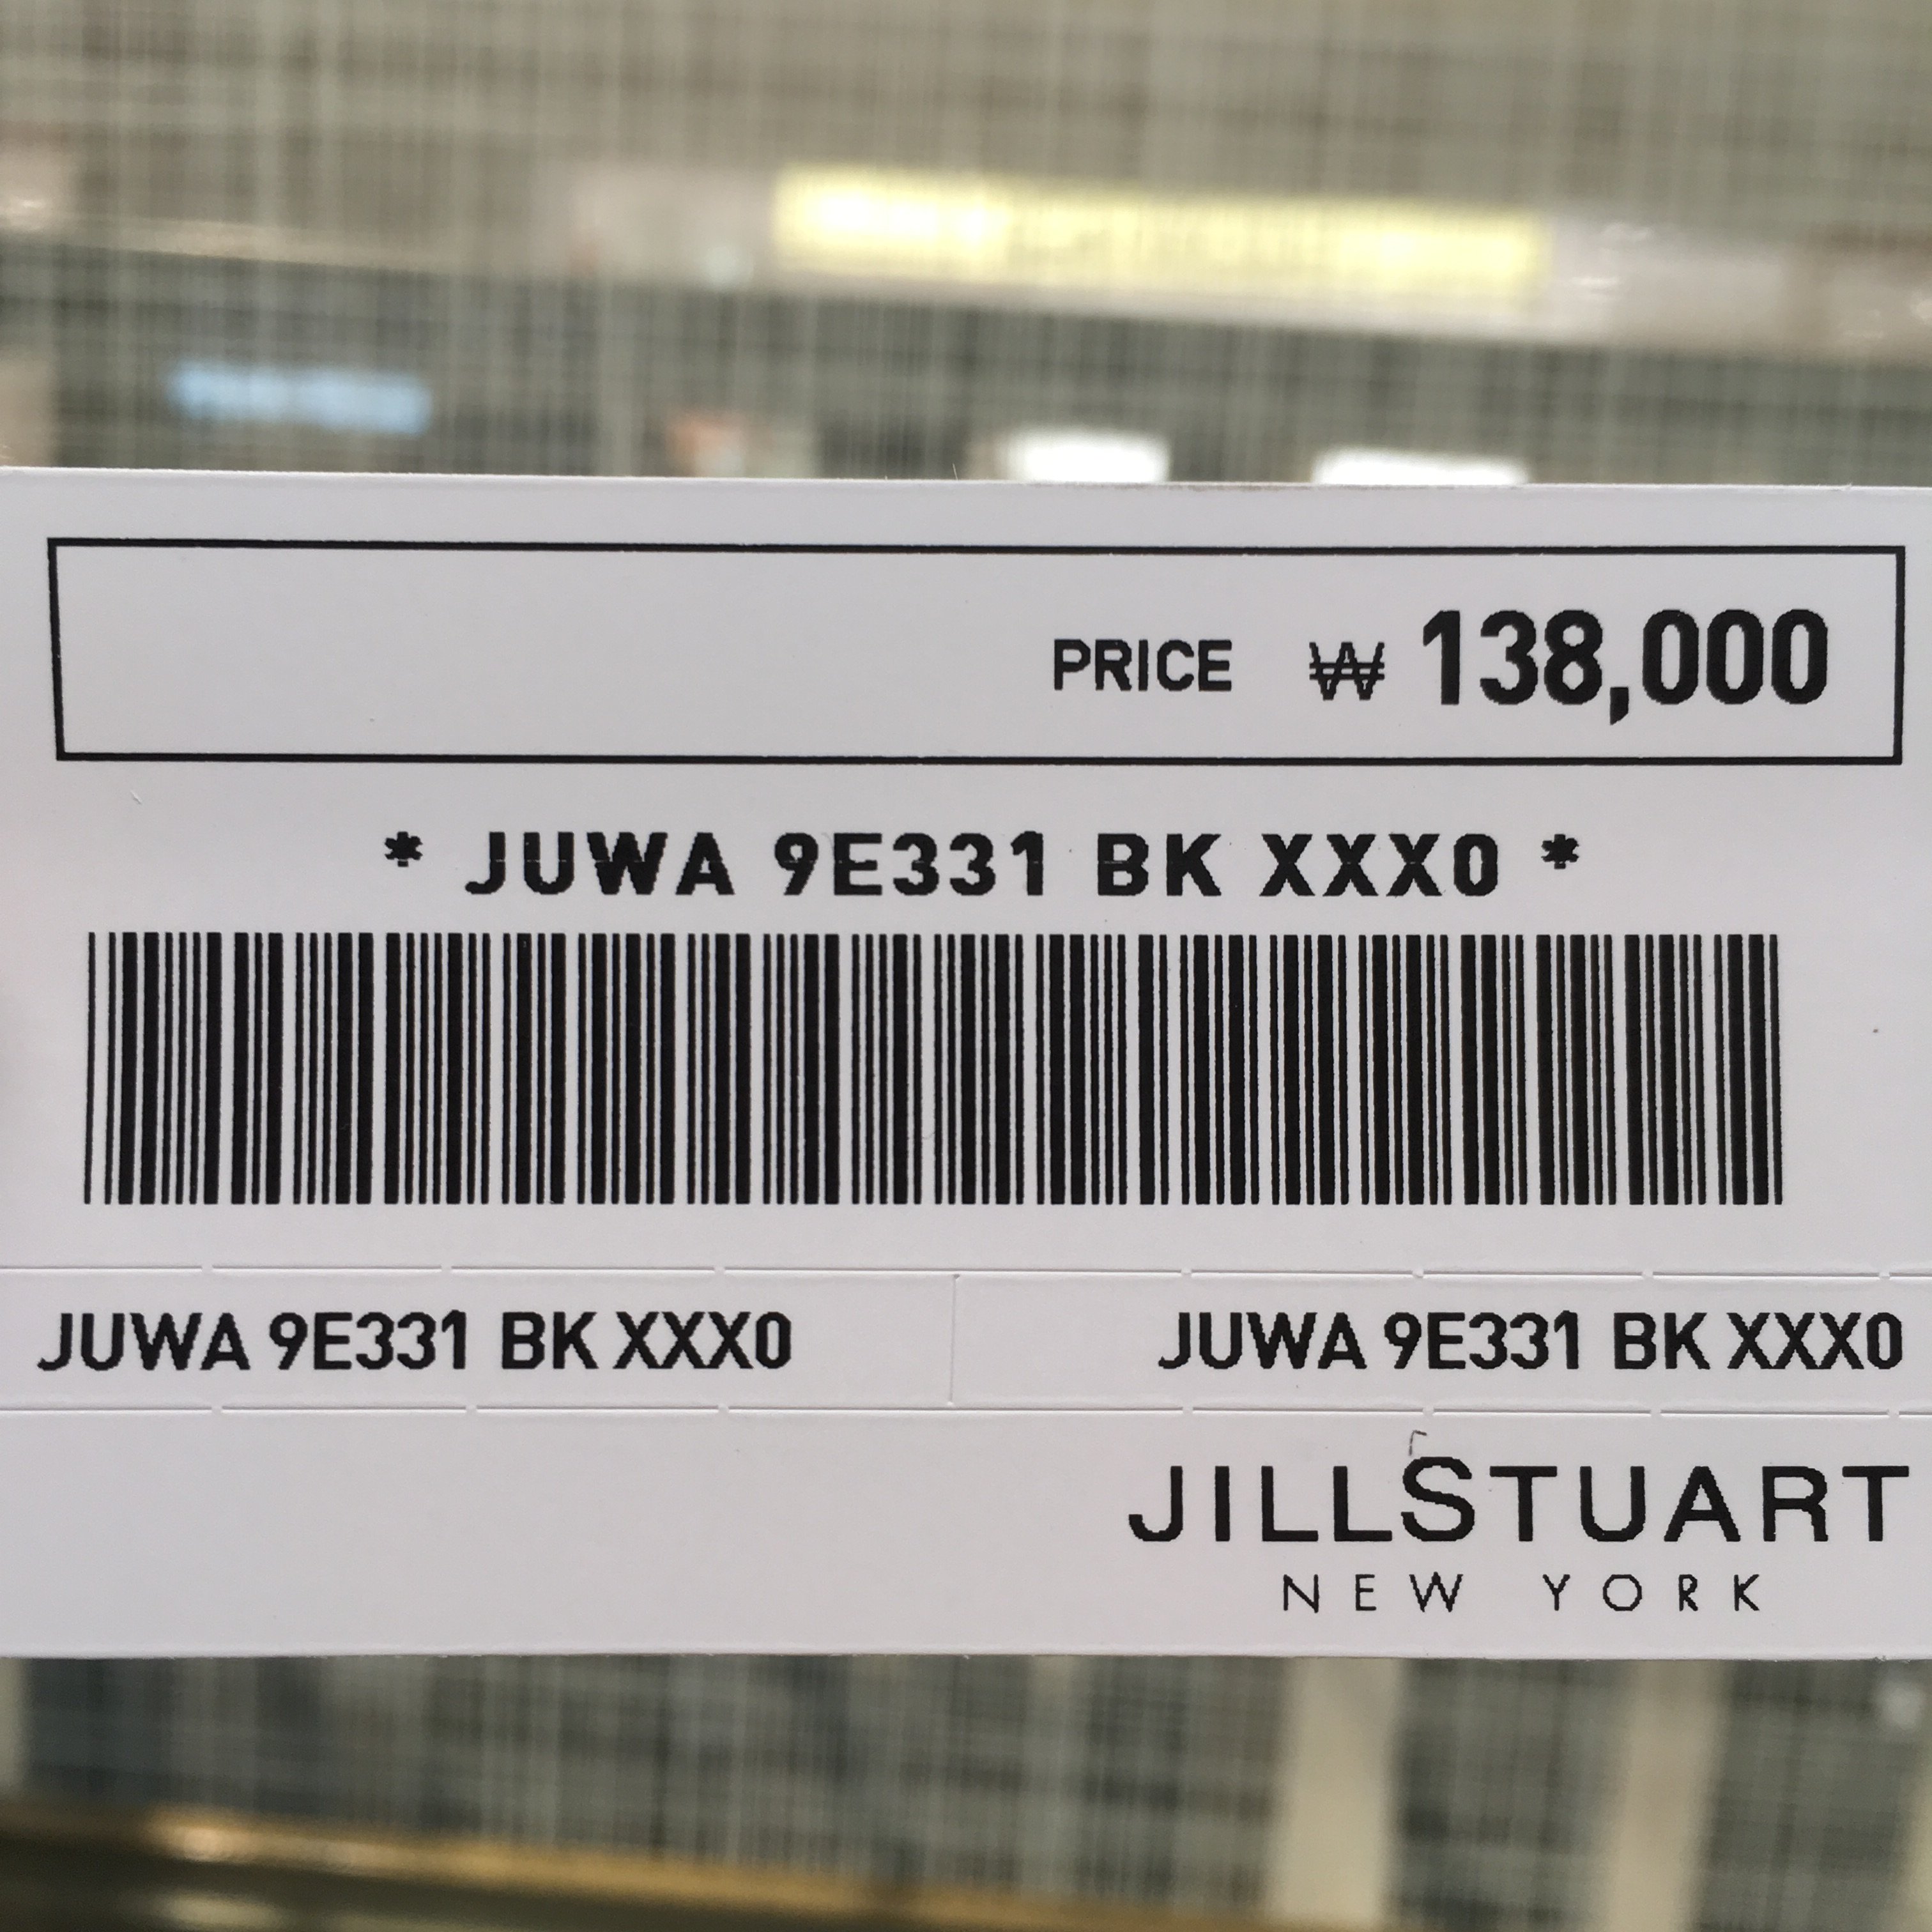 PRICE ₩ 138,000
* JUWA 9E331 BK XXX0 *
JUWA 9E331 BK XXX0 JUWA 9E331 BK XXX0
JILLSTUART
NEW YORK